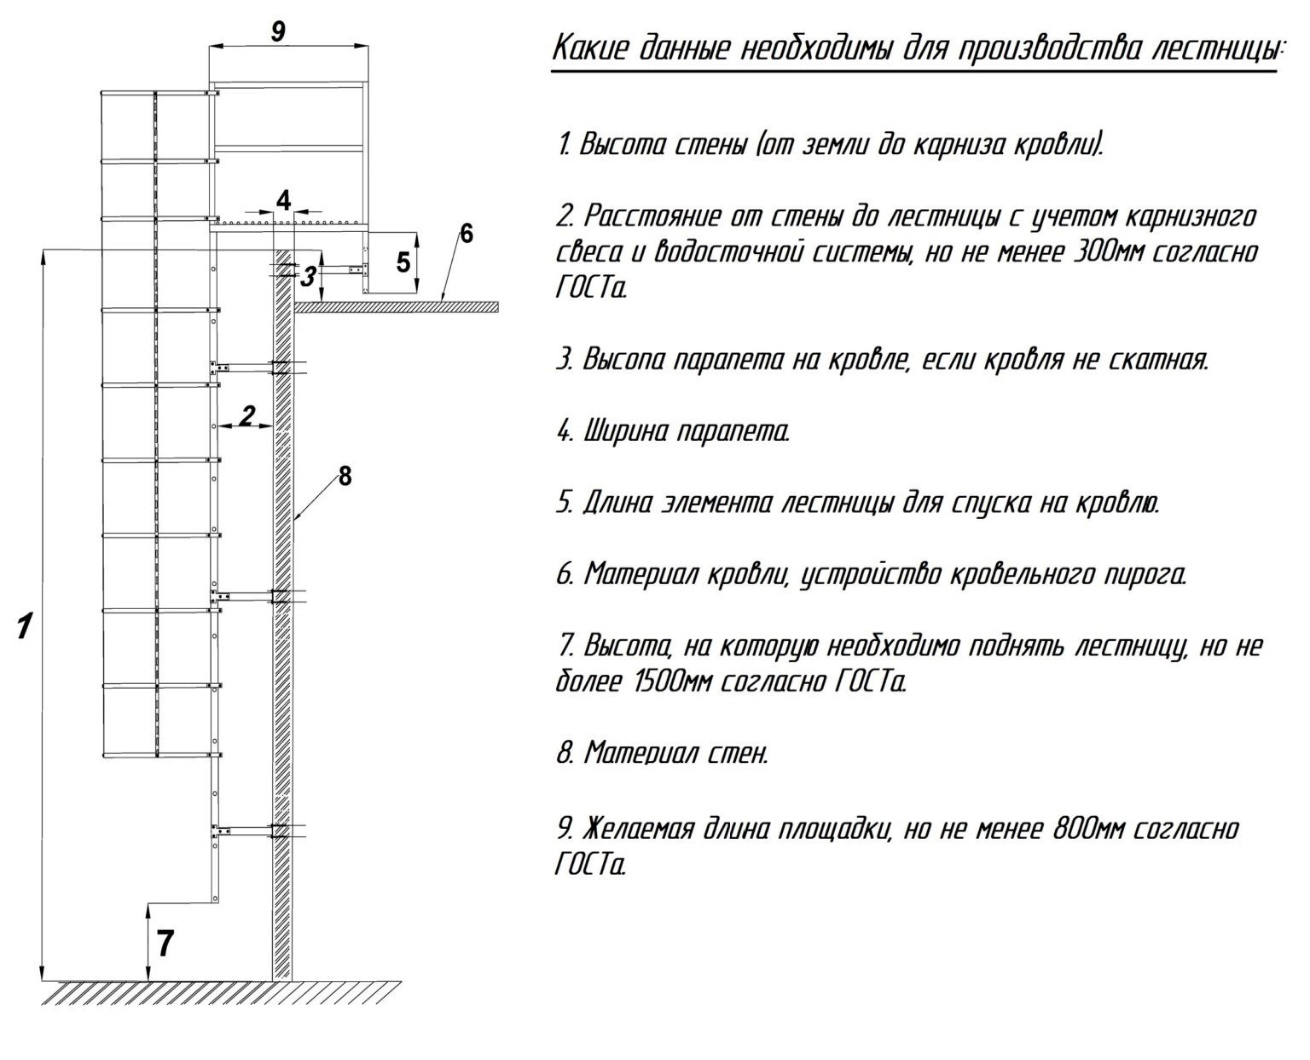 9
Какие данные необходимы для производства лестницы:
1. Высота стены (от земли до карниза кровли).
4
2. Расстояние от стены до лестницы с учетом карнизного
свеса и водосточной системы, но не менее 300мм согласно
ГОСТа.
6
5
3
3. Высопа парапета на кровле, если кровля не скатная.
2
4. Ширина парапета.
8
5. Длина элемента лестницы для спуска на кровлю.
6. Материал кровли, устройство кровельного пирога.
1
7. Высота, на которую необходимо поднять лестницу, но не
более 1500мм согласно ГОСТа.
8. Материал стен.
9. Желаемая длина площадки, но не менее 800мм согласно
ГОСТа.
7